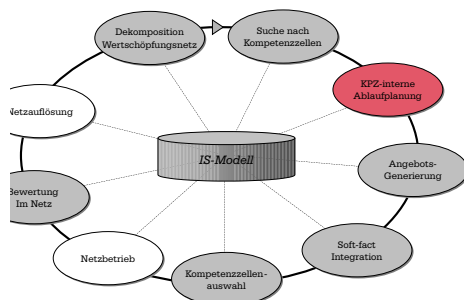 Dekomposition
Wertschöpfungsnetz
Suche nach
Kompetenzzellen
KPZ-interne
Ablaufplanung
Angebots-
Generierung
Soft-fact
Integration
Kompetenzzellen-
auswahl
Netzbetrieb
Bewertung
Im Netz
Netzauflösung
IS-Modell